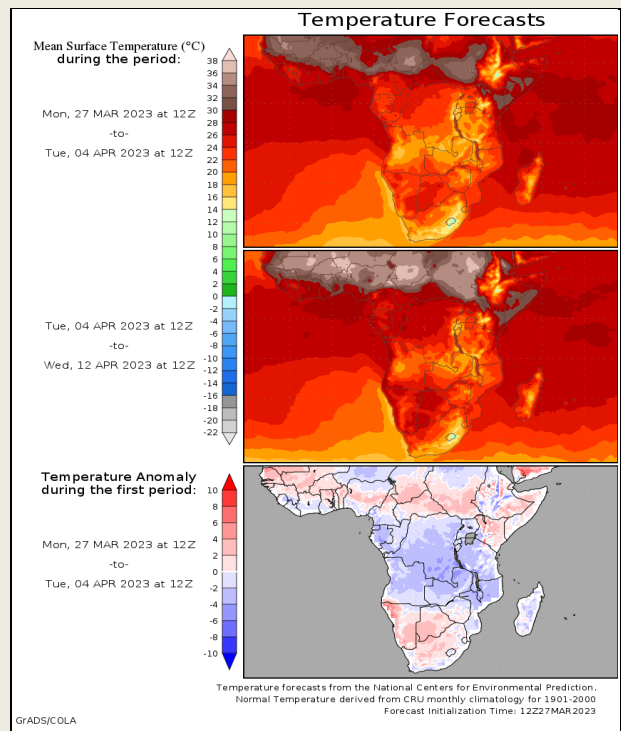 Temperature Forecasts
Mean Surface Temperature (°C)
during the period:
Mon, 27 MAR 2023 at 12Z
-to-
Tue, 04 APR 2023 at 12Z
38
36
34
32
30
28
26
24
22
20
18
16
14
12
10
8
6
4
2
0
-2
-4
-6
-8
-10
-12
-14
-16
-18
-20
-22
Tue, 04 APR 2023 at 12Z
-to-
Wed, 12 APR 2023 at 12Z
Temperature Anomaly
during the first period:
Mon, 27 MAR 2023 at 12Z
-to-
Tue, 04 APR 2023 at 12Z
10
8
6
4
2
0
-2
-4
-6
-8
-10
Temperature forecasts from the National Centers for Environmental Prediction.
Normal Temperature derived from CRU monthly climatology for 1901-2000
Forecast Initialization Time: 12Z27MAR2023
GrADS/COLA